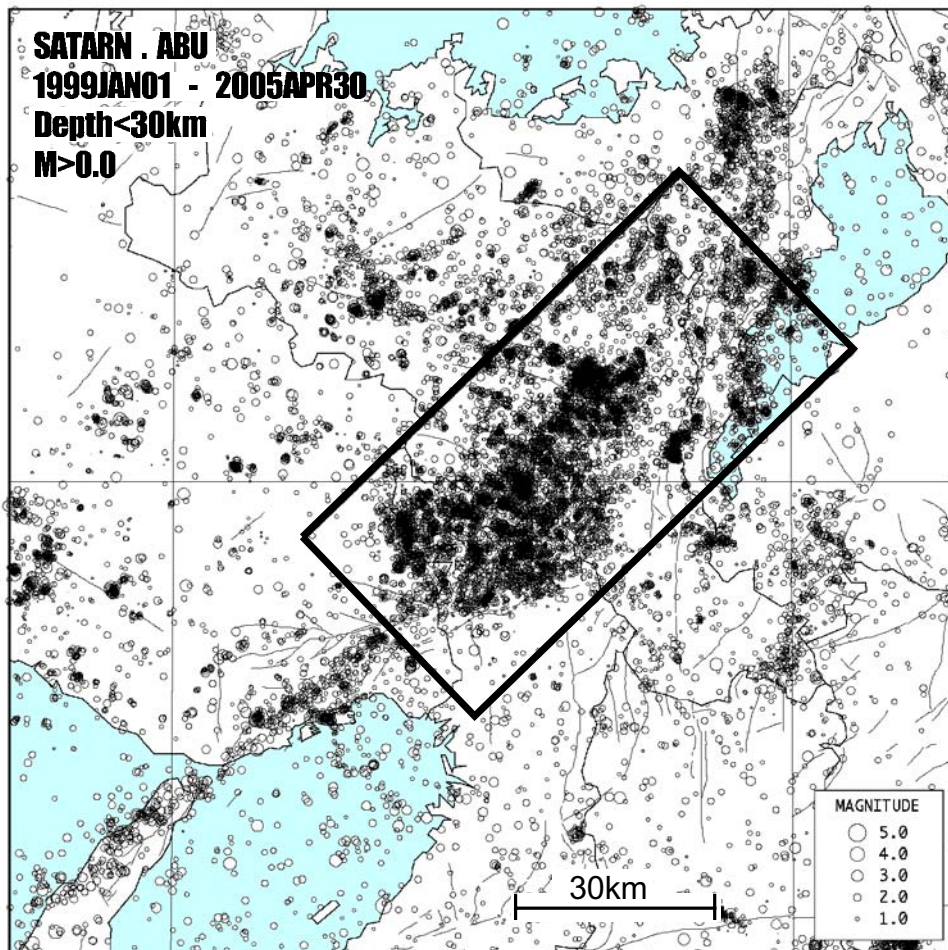 SATARN . ABU
1999JAN01 - 2005APR30
Depth<30km
M>0.0
30km
MAGNITUDE
5.0
4.0
3.0
2.0
1.0